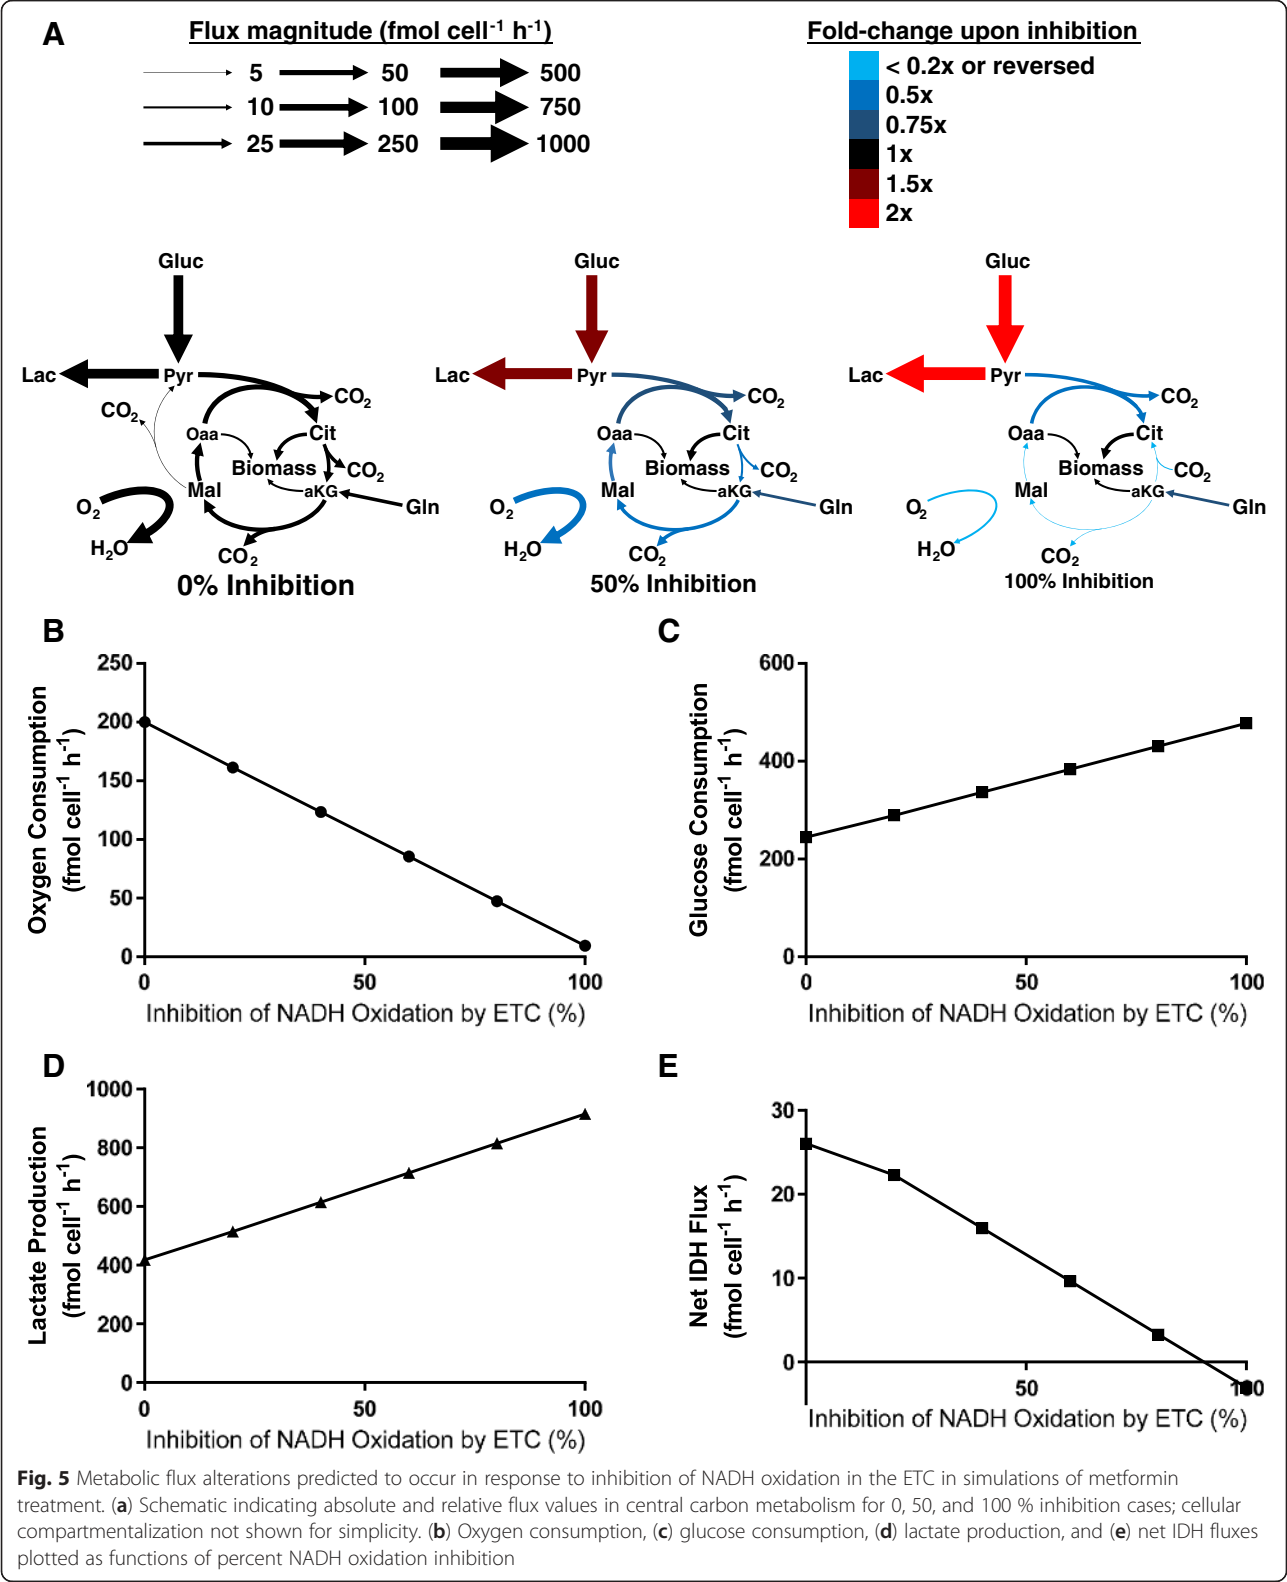 A
Flux magnitude (fmol cell-1 h-1)
5 50 500
10 100 750
25 250 1000
Fold-change upon inhibition
< 0.2x or reversed
0.5x
0.75x
1x
1.5x
2x
Gluc
Lac
Pyr
CO2
CO2
Oaa
Cit
Biomass
CO2
Mal
aKG
O2
Gln
H2O
CO2
0% Inhibition
Gluc
Lac
Pyr
CO2
Oaa
Cit
Biomass
CO2
Mal
aKG
O2
Gln
H2O
CO2
50% Inhibition
Gluc
Lac
Pyr
CO2
Oaa
Cit
Biomass
CO2
Mal
aKG
O2
Gln
H2O
CO2
100% Inhibition
B
Oxygen Consumption
(fmol cell-1 h-1)
250
200
150
100
50
0
0 50 100
Inhibition of NADH Oxidation by ETC (%)
C
Glucose Consumption
(fmol cell-1 h-1)
600
400
200
0
0 50 100
Inhibition of NADH Oxidation by ETC (%)
D
Lactate Production
(fmol cell-1 h-1)
1000
800
600
400
200
0
0 50 100
Inhibition of NADH Oxidation by ETC (%)
E
Net IDH Flux
(fmol cell-1 h-1)
30
20
10
0
50 100
Inhibition of NADH Oxidation by ETC (%)
Fig. 5 Metabolic flux alterations predicted to occur in response to inhibition of NADH oxidation in the ETC in simulations of metformin
treatment. (a) Schematic indicating absolute and relative flux values in central carbon metabolism for 0, 50, and 100 % inhibition cases; cellular
compartmentalization not shown for simplicity. (b) Oxygen consumption, (c) glucose consumption, (d) lactate production, and (e) net IDH fluxes
plotted as functions of percent NADH oxidation inhibition